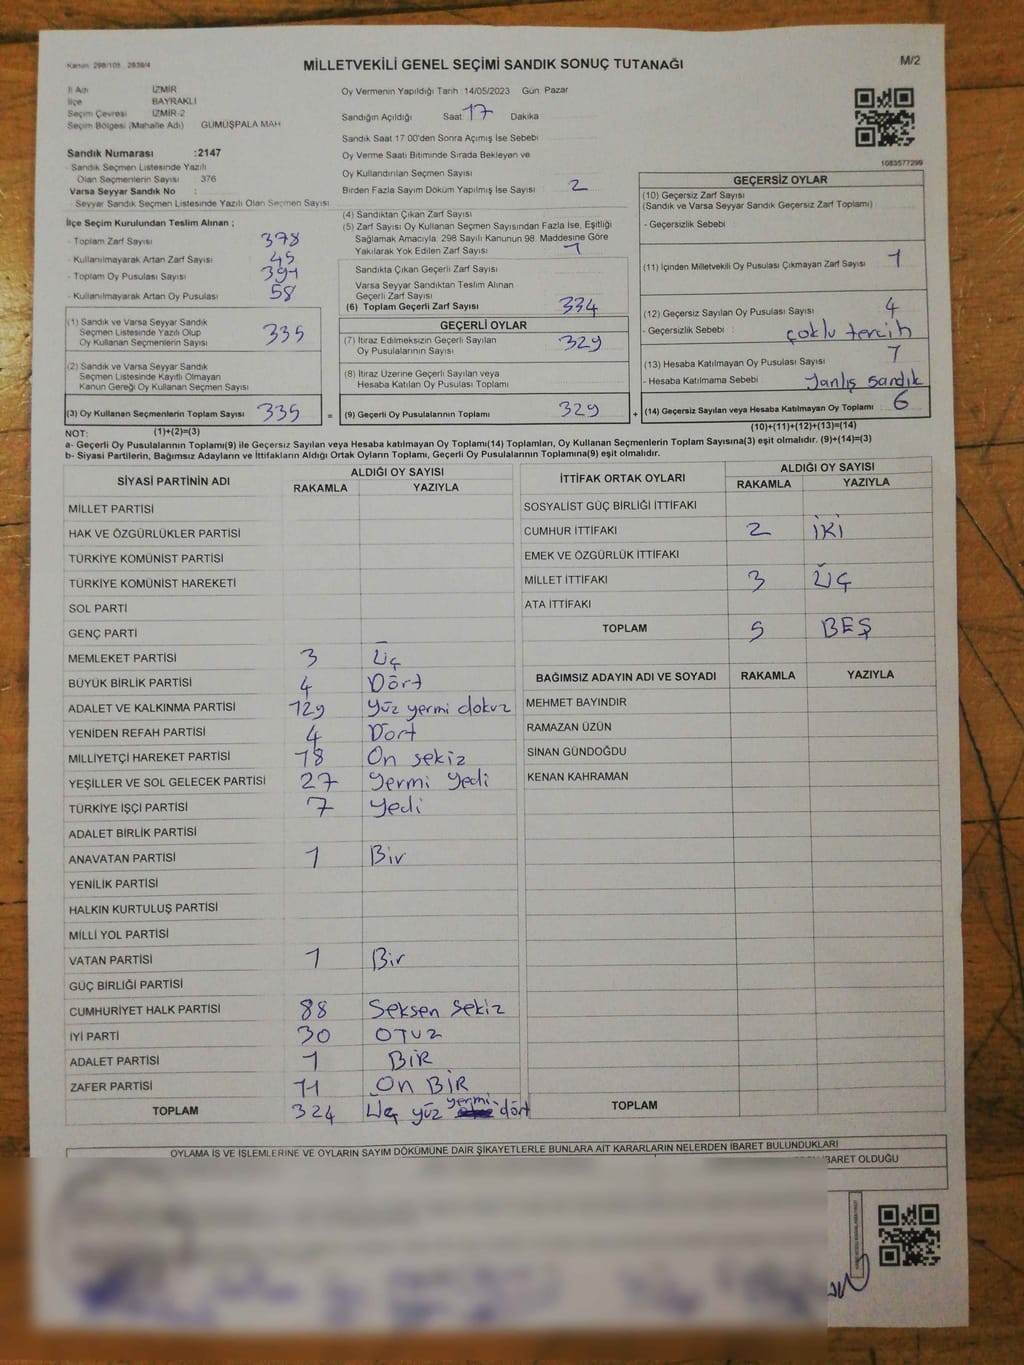 Kanun 298/105 , 2839/4
MİLLETVEKİLİ GENEL SEÇİMİ SANDIK SONUÇ TUTANAĞI
M/2
İl Adı İZMİR
İlçe BAYRAKLI
Seçim Çevresi İZMİR-2
Seçim Bölgesi (Mahalle Adı) GÜMÜŞPALA MAH
Sandık Numarası :2147
- Sandık Seçmen Listesinde Yazılı
Olan Seçmenlerin Sayısı 376
Varsa Seyyar Sandık No :
- Seyyar Sandık Seçmen Listesinde Yazılı Olan Seçmen Sayısı
İlçe Seçim Kurulundan Teslim Alınan ;
- Toplam Zarf Sayısı 378
- Kullanılmayarak Artan Zarf Sayısı 45
- Toplam Oy Pusulası Sayısı 391
- Kullanılmayarak Artan Oy Pusulası 58
(1) Sandık ve Varsa Seyyar Sandık
Seçmen Listesinde Yazılı Olup
Oy Kullanan Seçmenlerin Sayısı 335
(2) Sandık ve Varsa Seyyar Sandık
Seçmen Listesinde Kayıtlı Olmayan
Kanun Gereği Oy Kullanan Seçmen Sayısı
(3) Oy Kullanan Seçmenlerin Toplam Sayısı 335 =
(1)+(2)=(3)
Oy Vermenin Yapıldığı Tarih 14/05/2023 Gün: Pazar
Sandığın Açıldığı Saat 17 Dakika
Sandık Saat 17:00'den Sonra Açımış İse Sebebi
Oy Verme Saati Bitiminde Sırada Bekleyen ve
Oy Kullandırılan Seçmen Sayısı
Birden Fazla Sayım Döküm Yapılmış İse Sayısı 2
(4) Sandıktan Çıkan Zarf Sayısı
(5) Zarf Sayısı Oy Kullanan Seçmen Sayısından Fazla İse, Eşitliği
Sağlamak Amacıyla; 298 Sayılı Kanunun 98. Maddesine Göre
Yakılarak Yok Edilen Zarf Sayısı 1
Sandıkta Çıkan Geçerli Zarf Sayısı
Varsa Seyyar Sandıktan Teslim Alınan
Geçerli Zarf Sayısı
(6) Toplam Geçerli Zarf Sayısı 334
GEÇERLİ OYLAR
(7) İtiraz Edilmeksizin Geçerli Sayılan
Oy Pusulalarının Sayısı 329
(8) İtiraz Üzerine Geçerli Sayılan veya
Hesaba Katılan Oy Pusulası Toplamı
(9) Geçerli Oy Pusulalarının Toplamı 329 +
1083577299
GEÇERSİZ OYLAR
(10) Geçersiz Zarf Sayısı
(Sandık ve Varsa Seyyar Sandık Geçersiz Zarf Toplamı)
- Geçersizlik Sebebi
(11) İçinden Milletvekili Oy Pusulası Çıkmayan Zarf Sayısı 1
(12) Geçersiz Sayılan Oy Pusulası Sayısı 4
- Geçersizlik Sebebi : çoklu tercih
(13) Hesaba Katılmayan Oy Pusulası Sayısı 1
- Hesaba Katılmama Sebebi Yanlış sandık
(14) Geçersiz Sayılan veya Hesaba Katılmayan Oy Toplamı 6
(10)+(11)+(12)+(13)=(14)
NOT:
a- Geçerli Oy Pusulalarının Toplamı(9) ile Geçersiz Sayılan veya Hesaba katılmayan Oy Toplamı(14) Toplamları, Oy Kullanan Seçmenlerin Toplam Sayısına(3) eşit olmalıdır. (9)+(14)=(3)
b- Siyasi Partilerin, Bağımsız Adayların ve İttifakların Aldığı Ortak Oyların Toplamı, Geçerli Oy Pusulalarının Toplamına(9) eşit olmalıdır.
SİYASİ PARTİNİN ADI ALDIĞI OY SAYISI
RAKAMLA YAZIYLA
MİLLET PARTİSİ
HAK VE ÖZGÜRLÜKLER PARTİSİ
TÜRKİYE KOMÜNİST PARTİSİ
TÜRKİYE KOMÜNİST HAREKETİ
SOL PARTİ
GENÇ PARTİ
MEMLEKET PARTİSİ 3 Üç
BÜYÜK BİRLİK PARTİSİ 4 Dört
ADALET VE KALKINMA PARTİSİ 129 Yüz yermi dokuz
YENİDEN REFAH PARTİSİ 4 Dört
MİLLİYETÇİ HAREKET PARTİSİ 18 On sekiz
YEŞİLLER VE SOL GELECEK PARTİSİ 27 Yermi yedi
TÜRKİYE İŞÇİ PARTİSİ 7 Yedi
ADALET BİRLİK PARTİSİ
ANAVATAN PARTİSİ 1 Bir
YENİLİK PARTİSİ
HALKIN KURTULUŞ PARTİSİ
MİLLİ YOL PARTİSİ
VATAN PARTİSİ 1 Bir
GÜÇ BİRLİĞİ PARTİSİ
CUMHURİYET HALK PARTİSİ 88 Seksen sekiz
İYİ PARTİ 30 OTUZ
ADALET PARTİSİ 1 BİR
ZAFER PARTİSİ 11 On BİR
TOPLAM 324 Üç yüz yermi dört
İTTİFAK ORTAK OYLARI ALDIĞI OY SAYISI
RAKAMLA YAZIYLA
SOSYALİST GÜÇ BİRLİĞİ İTTİFAKI
CUMHUR İTTİFAKI 2 İKİ
EMEK VE ÖZGÜRLÜK İTTİFAKI
MİLLET İTTİFAKI 3 ÜÇ
ATA İTTİFAKI
TOPLAM 5 BEŞ
BAĞIMSIZ ADAYIN ADI VE SOYADI RAKAMLA YAZIYLA
MEHMET BAYINDIR
RAMAZAN ÜZÜN
SİNAN GÜNDOĞDU
KENAN KAHRAMAN
TOPLAM
OYLAMA İŞ VE İŞLEMLERİNE VE OYLARIN SAYIM DÖKÜMÜNE DAİR ŞİKAYETLERLE BUNLARA AİT KARARLARIN NELERDEN İBARET BULUNDUKLARI
İBARET OLDUĞU